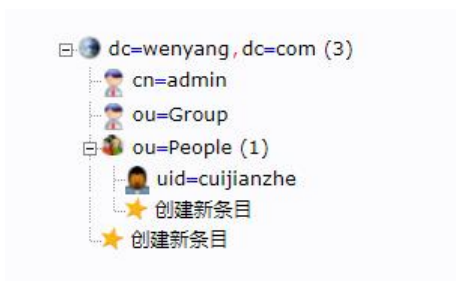 dc=wenyang,dc=com (3)
cn=admin
ou=Group
ou=People (1)
uid=cuijianzhe
创建新条目
创建新条目